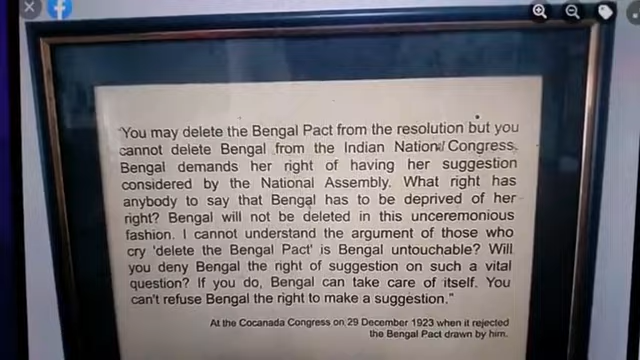 "You may delete the Bengal Pact from the resolution but you
cannot delete Bengal from the Indian National Congress.
Bengal demands her right of having her suggestion
considered by the National Assembly. What right has
anybody to say that Bengal has to be deprived of her
right? Bengal will not be deleted in this unceremonious
fashion. I cannot understand the argument of those who
cry 'delete the Bengal Pact' is Bengal untouchable? Will
you deny Bengal the right of suggestion on such a vital
question? If you do, Bengal can take care of itself. You
can't refuse Bengal the right to make a suggestion."
At the Cocanada Congress on 29 December 1923 when it rejected
the Bengal Pact drawn by him.